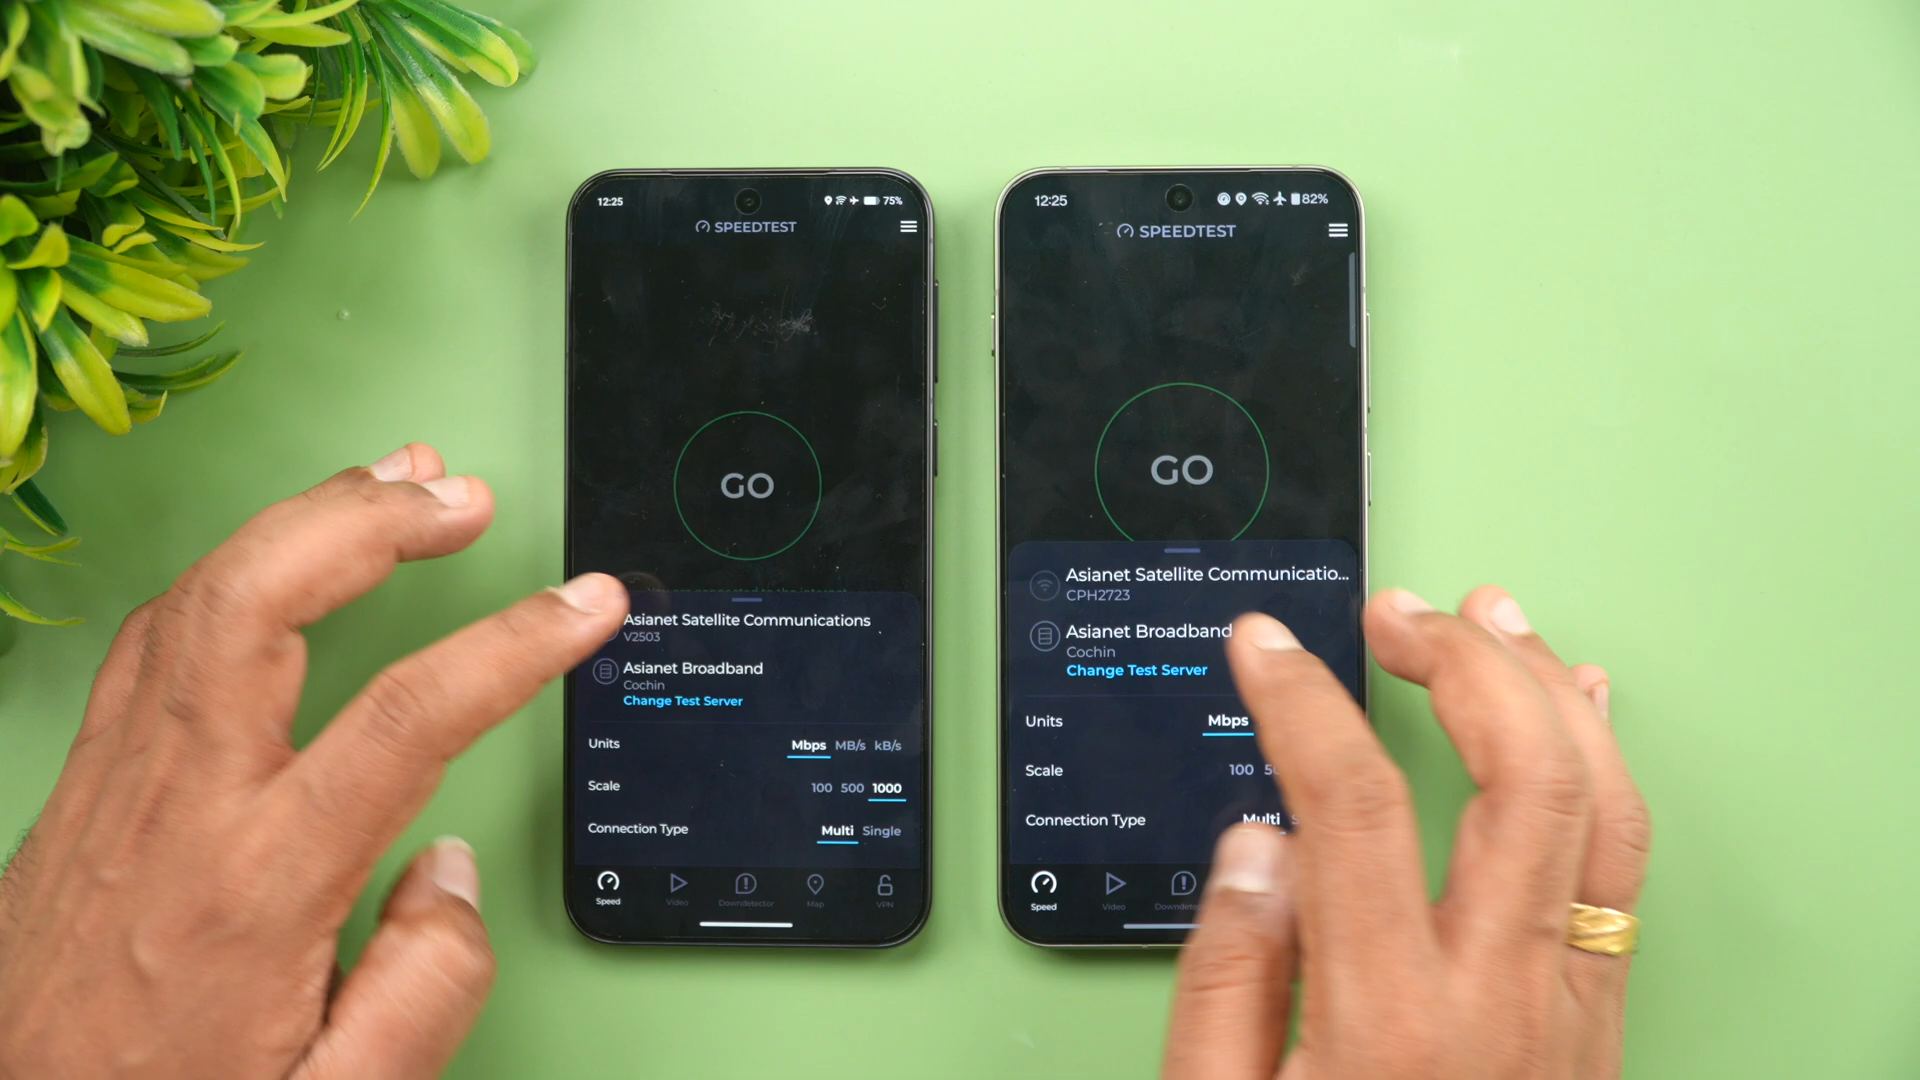 12:25
75%
SPEEDTEST
GO
Asianet Satellite Communications
V2503
Asianet Broadband
Cochin
Change Test Server
Units Mbps MB/s kB/s
Scale 100 500 1000
Connection Type Multi Single
Speed Video Downdetector Map VPN
12:25
82%
SPEEDTEST
GO
Asianet Satellite Communicatio...
CPH2723
Asianet Broadband
Cochin
Change Test Server
Units Mbps
Scale 100
Connection Type Multi
Speed Video